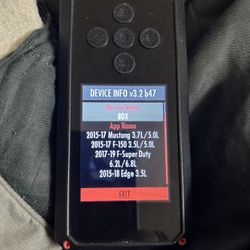 DEVICE INFO v3.2 b47
Device Name
BDX
App Name
2015-17 Mustang 3.7L/5.0L
2015-17 F-150 3.5L/5.0L
2017-19 F-Super Duty
6.2L/6.8L
2015-18 Edge 3.5L
EXIT